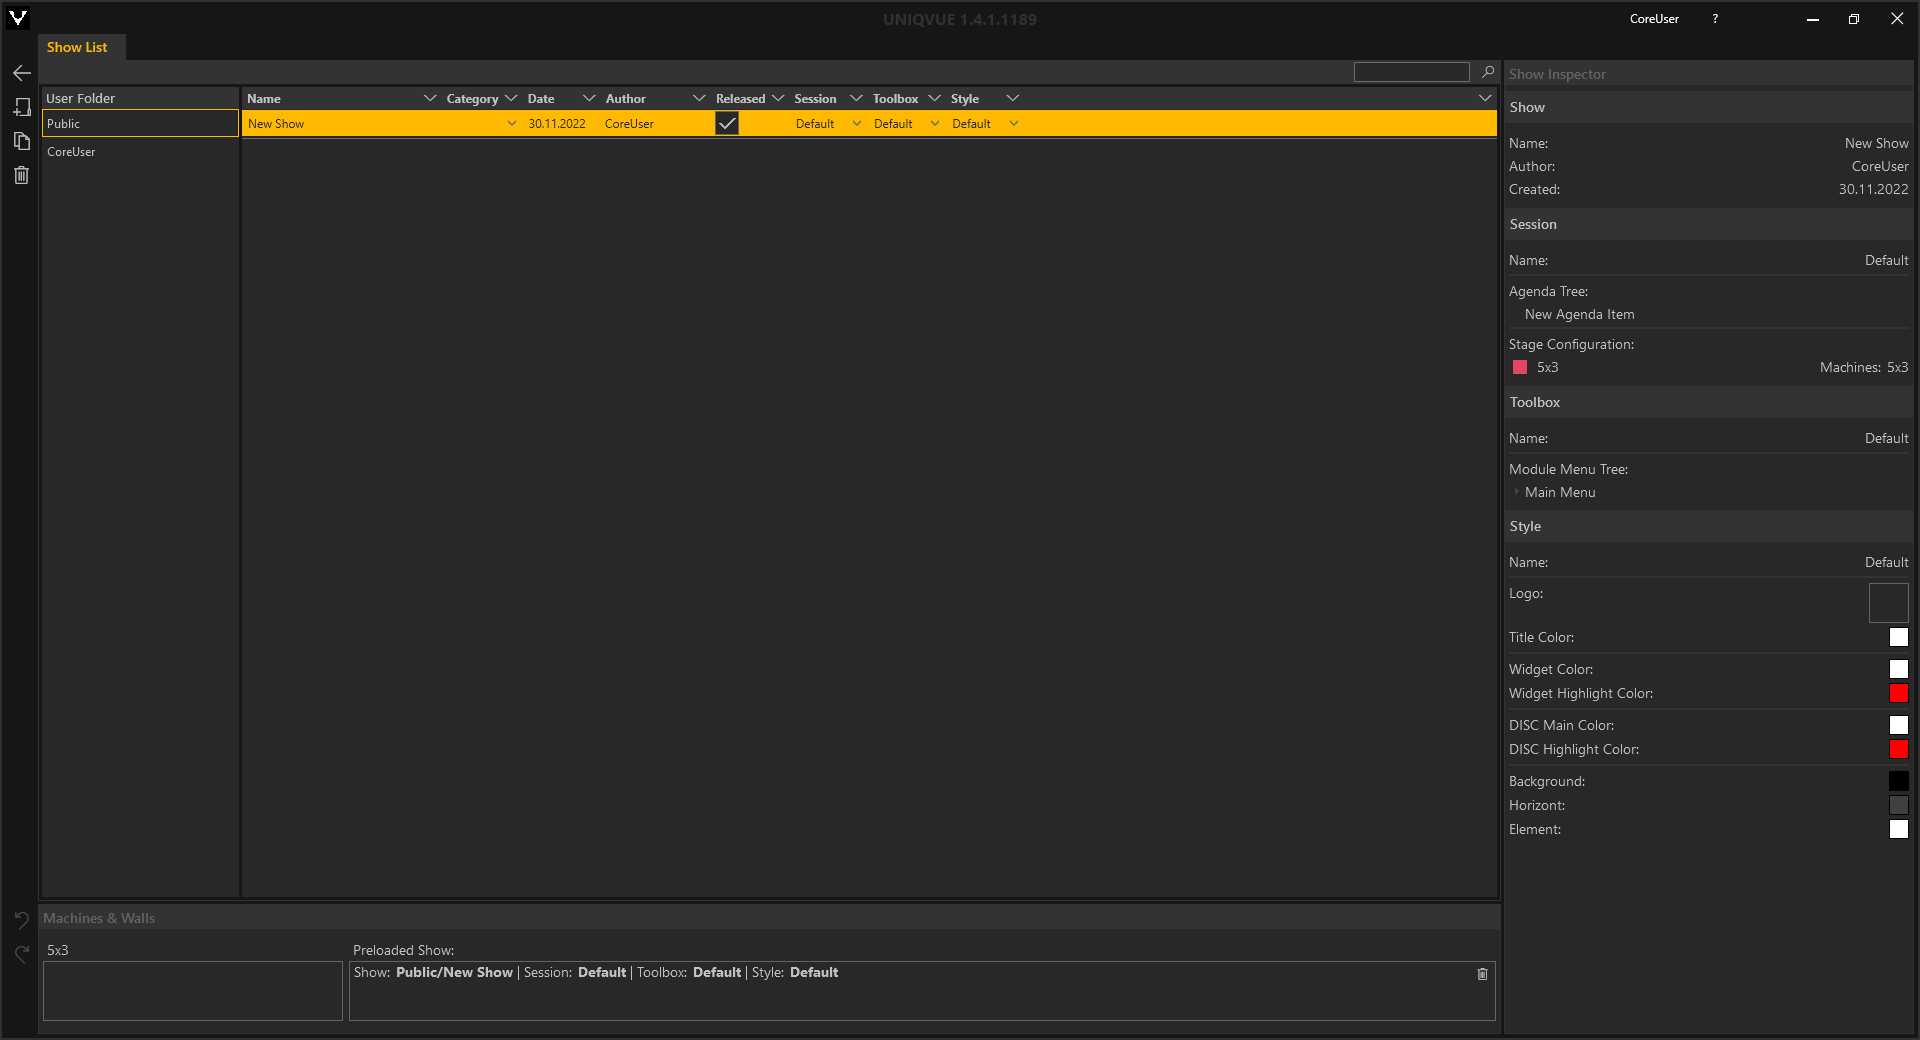 UNIQVUE 1.4.1.1189
CoreUser ?
Show List
User Folder
Public
CoreUser
Name Category Date Author Released Session Toolbox Style
New Show 30.11.2022 CoreUser Default Default Default
Show Inspector
Show
Name: New Show
Author: CoreUser
Created: 30.11.2022
Session
Name: Default
Agenda Tree:
New Agenda Item
Stage Configuration:
5x3 Machines: 5x3
Toolbox
Name: Default
Module Menu Tree:
Main Menu
Style
Name: Default
Logo:
Title Color:
Widget Color:
Widget Highlight Color:
DISC Main Color:
DISC Highlight Color:
Background:
Horizont:
Element:
Machines & Walls
5x3
Preloaded Show:
Show: Public/New Show | Session: Default | Toolbox: Default | Style: Default